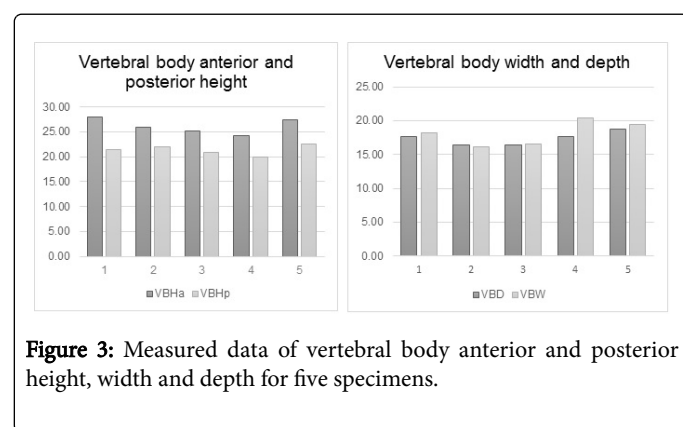 Vertebral body anterior and
posterior height
30.00
25.00
20.00
15.00
10.00
5.00
0.00
1 2 3 4 5
VBHa VBHp
Vertebral body width and depth
25.00
20.00
15.00
10.00
5.00
0.00
1 2 3 4 5
VBD VBW
Figure 3: Measured data of vertebral body anterior and posterior
height, width and depth for five specimens.